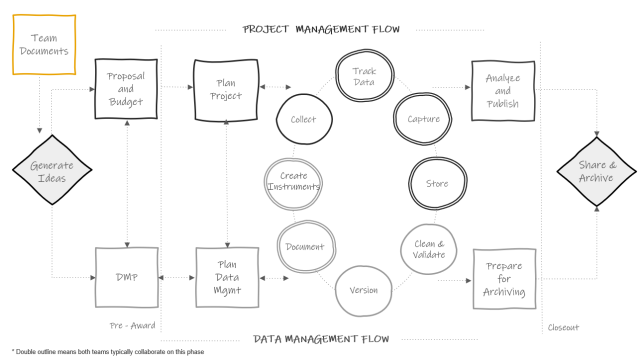 PROJECT MANAGEMENT FLOW
Team
Documents
Proposal
and
Budget
Plan
Project
Track
Data
Analyze
and
Publish
Collect
Capture
Generate
Ideas
Create
Instruments
Store
Share &
Archive
Document
Clean &
Validate
DMP
Plan
Data
Mgmt
Version
Prepare
for
Archiving
Pre - Award
Closeout
DATA MANAGEMENT FLOW
* Double outline means both teams typically collaborate on this phase